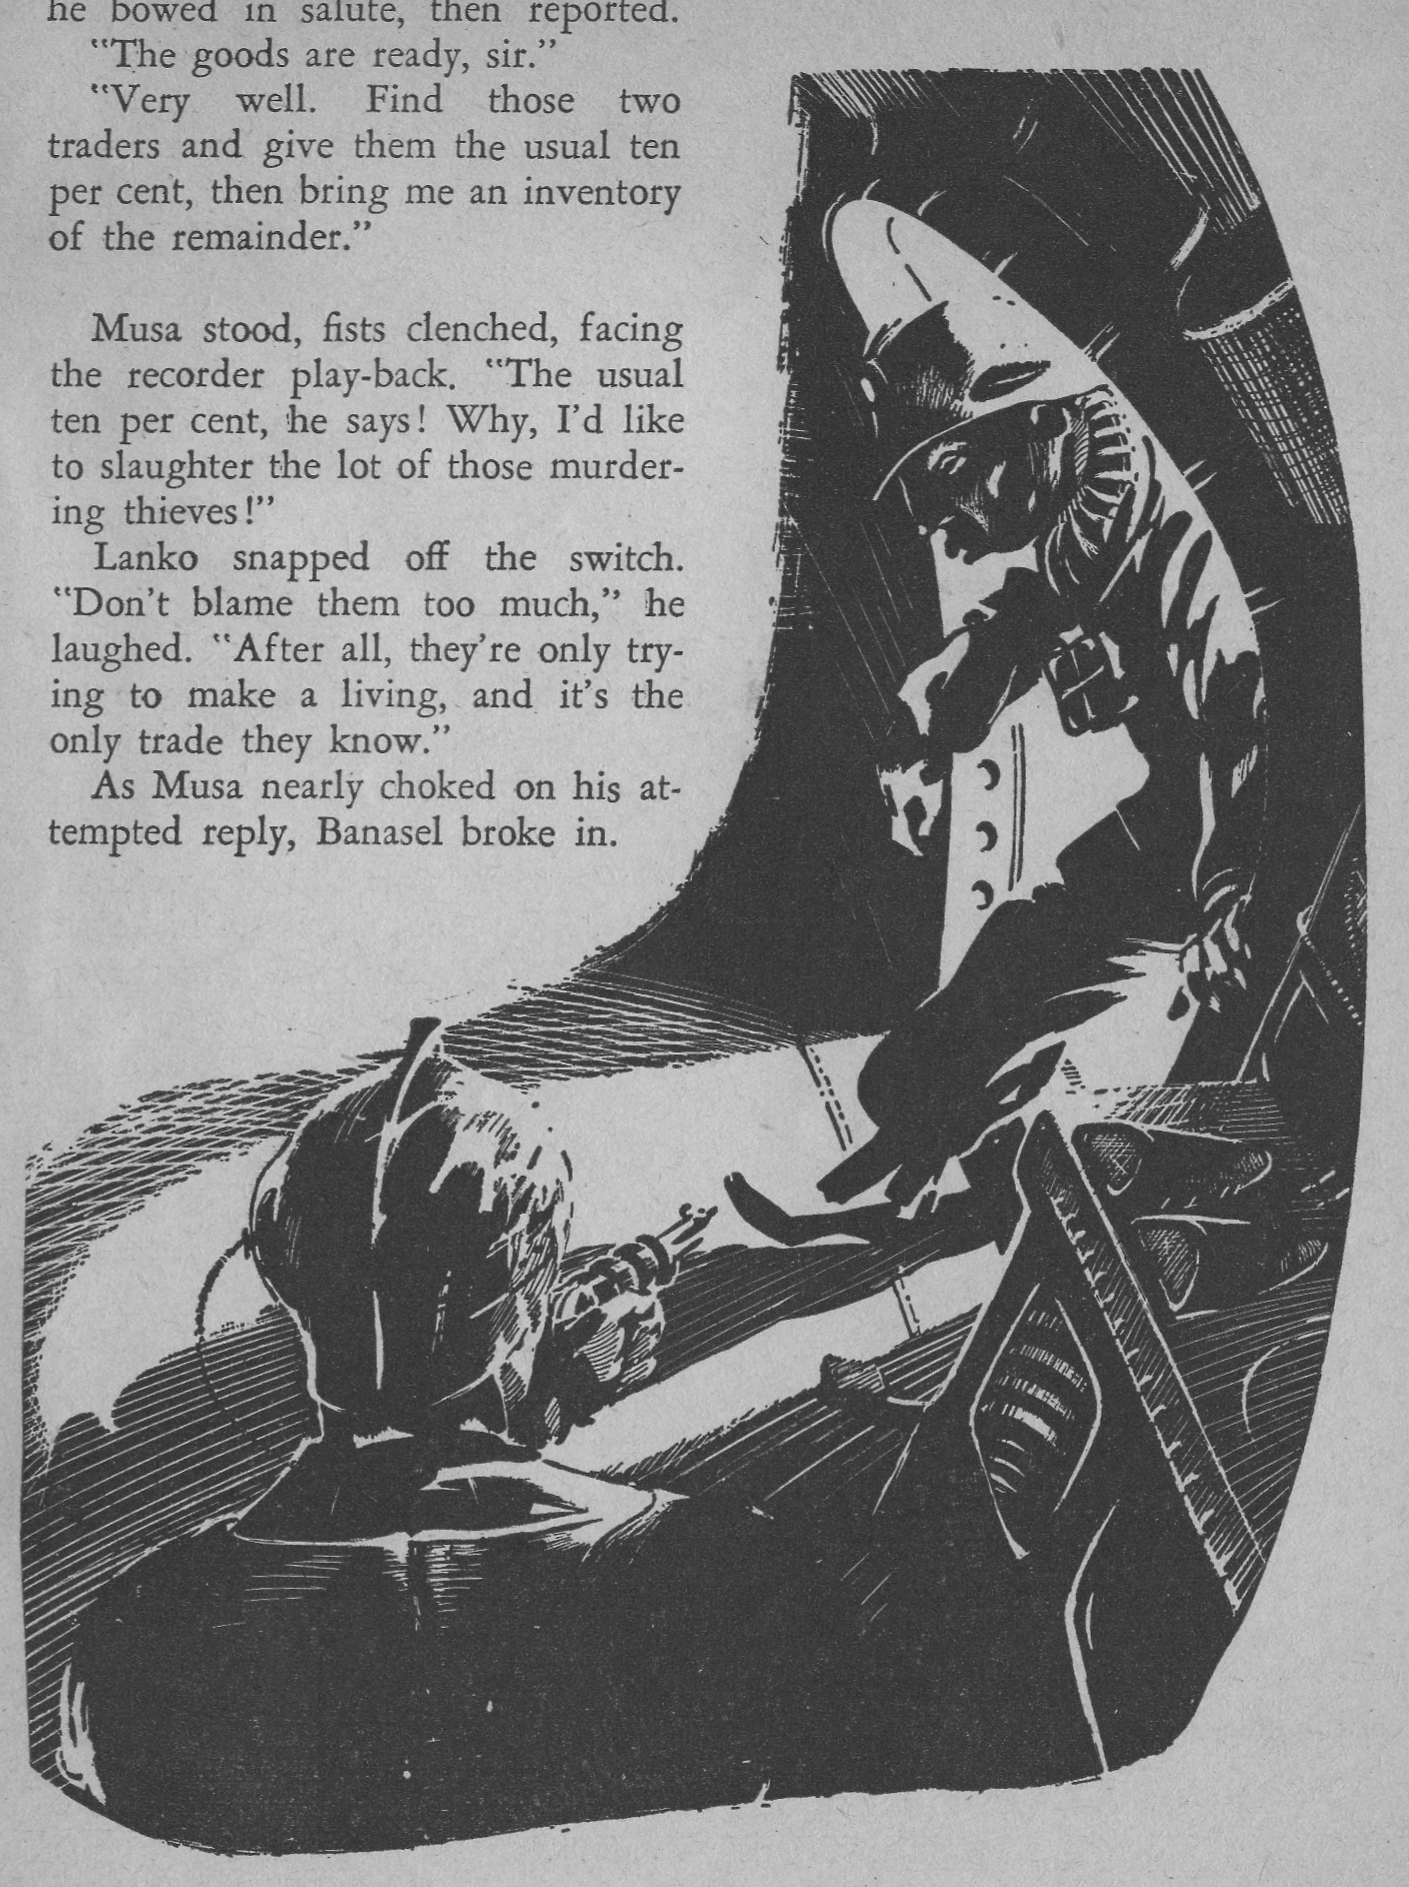 he bowed in salute, then reported.
"The goods are ready, sir."
"Very well. Find those two
traders and give them the usual ten
per cent, then bring me an inventory
of the remainder."
Musa stood, fists clenched, facing
the recorder play-back. "The usual
ten per cent, he says! Why, I'd like
to slaughter the lot of those murder-
ing thieves!"
Lanko snapped off the switch.
"Don't blame them too much," he
laughed. "After all, they're only try-
ing to make a living, and it's the
only trade they know."
As Musa nearly choked on his at-
tempted reply, Banasel broke in.